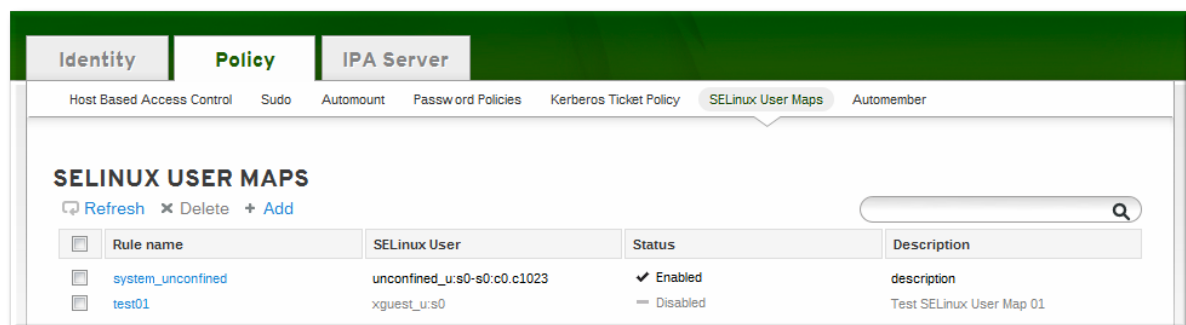 Identity Policy IPA Server
Host Based Access Control Sudo Automount Password Policies Kerberos Ticket Policy SELinux User Maps Automember
SELINUX USER MAPS
Refresh Delete + Add
Rule name SELinux User Status Description
system_unconfined unconfined_u:s0-s0:c0.c1023 Enabled description
test01 xguest_u:s0 Disabled Test SELinux User Map 01